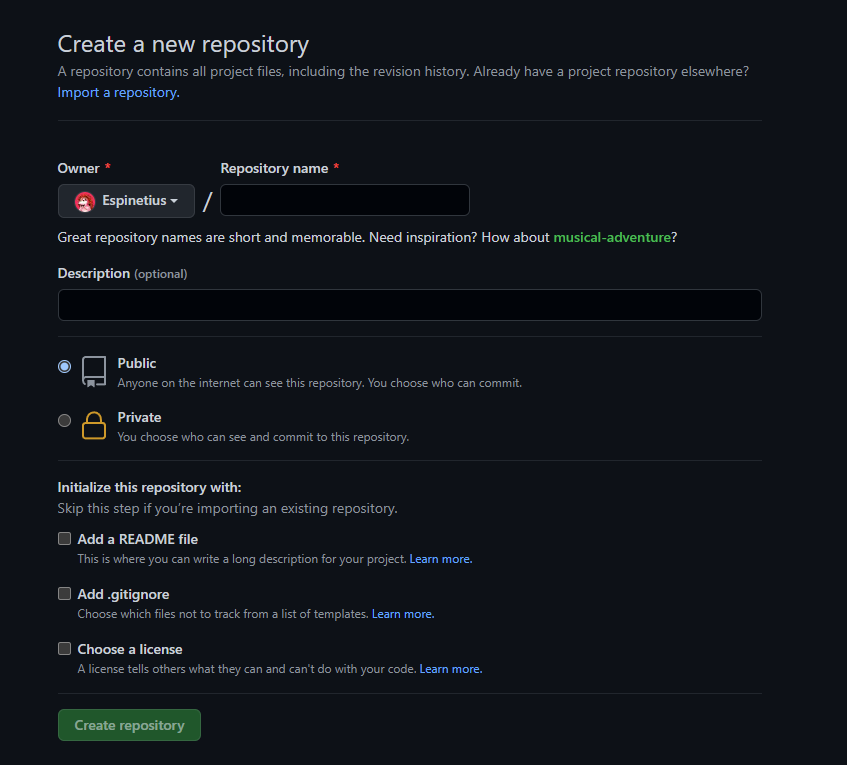 Create a new repository
A repository contains all project files, including the revision history. Already have a project repository elsewhere?
Import a repository.
Owner * Repository name *
Espinetius / 
Great repository names are short and memorable. Need inspiration? How about musical-adventure?
Description (optional)
Public
Anyone on the internet can see this repository. You choose who can commit.
Private
You choose who can see and commit to this repository.
Initialize this repository with:
Skip this step if you're importing an existing repository.
Add a README file
This is where you can write a long description for your project. Learn more.
Add .gitignore
Choose which files not to track from a list of templates. Learn more.
Choose a license
A license tells others what they can and can't do with your code. Learn more.
Create repository